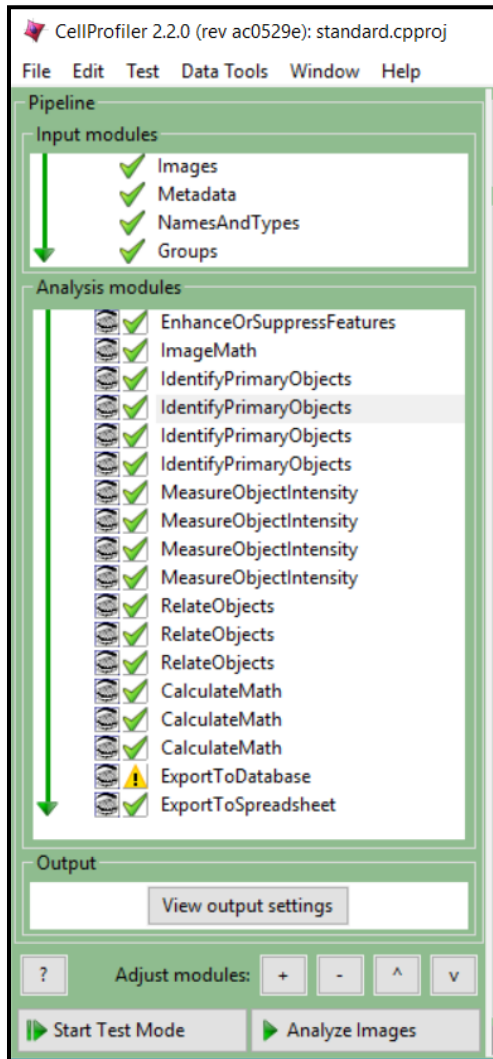 CellProfiler 2.2.0 (rev ac0529e): standard.cpproj
File Edit Test Data Tools Window Help
Pipeline
Input modules
Images
Metadata
NamesAndTypes
Groups
Analysis modules
EnhanceOrSuppressFeatures
ImageMath
IdentifyPrimaryObjects
IdentifyPrimaryObjects
IdentifyPrimaryObjects
IdentifyPrimaryObjects
MeasureObjectIntensity
MeasureObjectIntensity
MeasureObjectIntensity
MeasureObjectIntensity
RelateObjects
RelateObjects
RelateObjects
CalculateMath
CalculateMath
CalculateMath
ExportToDatabase
ExportToSpreadsheet
Output
View output settings
? Adjust modules: + - ^ v
Start Test Mode Analyze Images